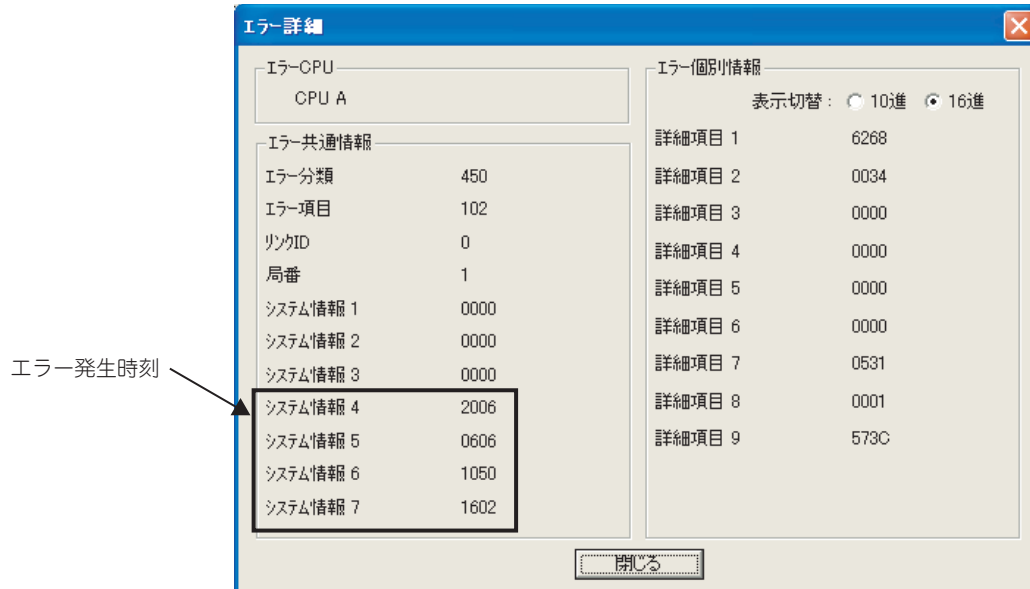 エラー詳細
エラーCPU
CPU A
エラー共通情報
エラー分類 450
エラー項目 102
リンクID 0
局番 1
システム情報 1 0000
システム情報 2 0000
システム情報 3 0000
システム情報 4 2006
システム情報 5 0606
システム情報 6 1050
システム情報 7 1602
エラー発生時刻
エラー個別情報
表示切替： 10進 16進
詳細項目 1 6268
詳細項目 2 0034
詳細項目 3 0000
詳細項目 4 0000
詳細項目 5 0000
詳細項目 6 0000
詳細項目 7 0531
詳細項目 8 0001
詳細項目 9 573C
閉じる